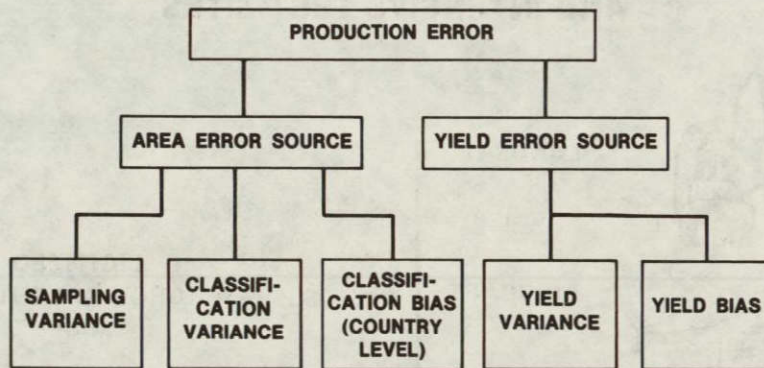 PRODUCTION ERROR
AREA ERROR SOURCE
YIELD ERROR SOURCE
SAMPLING
VARIANCE
CLASSIFI-
CATION
VARIANCE
CLASSIFI-
CATION BIAS
(COUNTRY
LEVEL)
YIELD
VARIANCE
YIELD BIAS